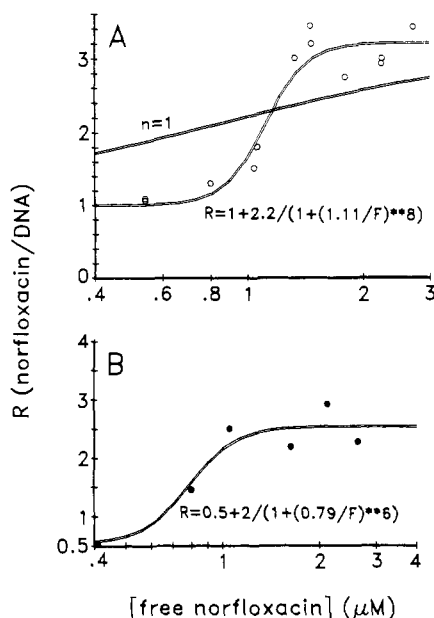 A
3
2
1
0
n=1
R=1+2.2/(1+(1.11/F)**8)
.4 .6 .8 1 2 3
R (norfloxacin/DNA)
B
4
3
2
1
0.5
R=0.5+2/(1+(0.79/F)**6)
.4 .6 1 2 3 4
[free norfloxacin] (μM)